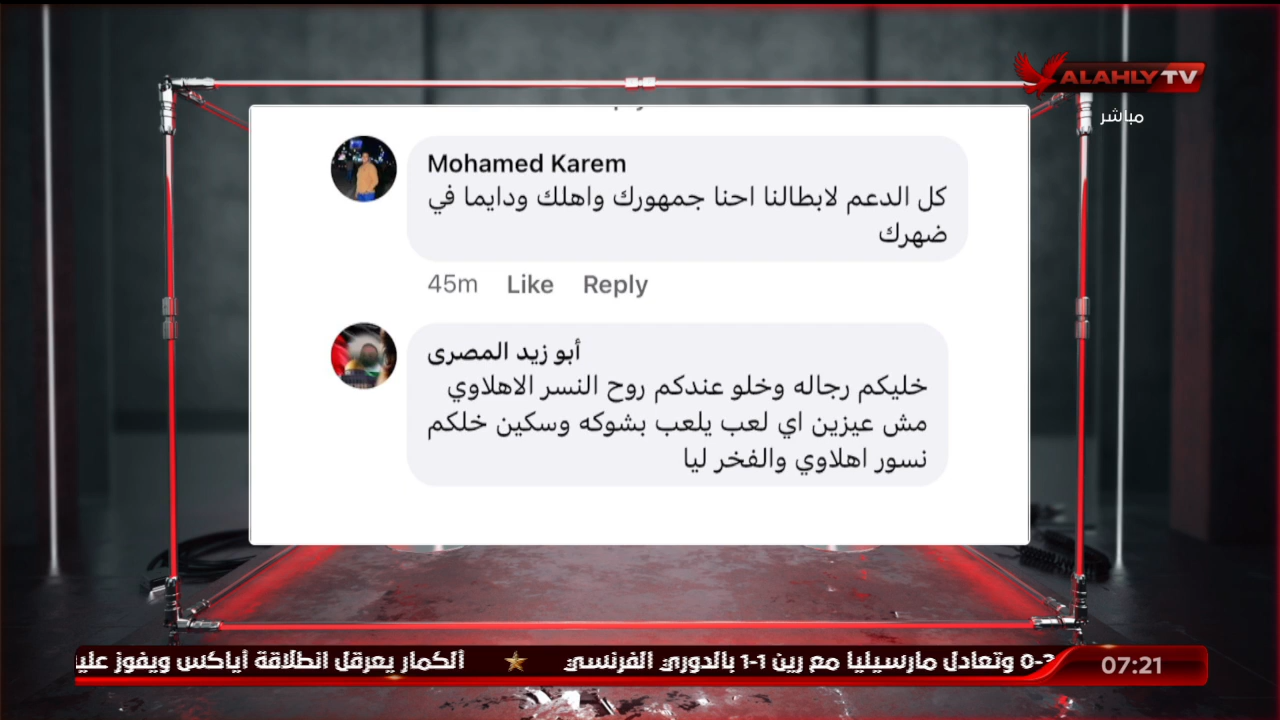 ALAHLY TV
مباشر
Mohamed Karem
كل الدعم لابطالنا احنا جمهورك واهلك ودايما في
ضهرك
45m Like Reply
أبو زيد المصرى
خليكم رجاله وخلو عندكم روح النسر الاهلاوي
مش عيزين اي لعب يلعب بشوكه وسكين خلكم
نسور اهلاوي والفخر ليا
3-0 وتعادل مارسيليا مع رين 1-1 بالدوري الفرنسي ألكمار يعرقل انطلاقة أياكس ويفوز
07:21